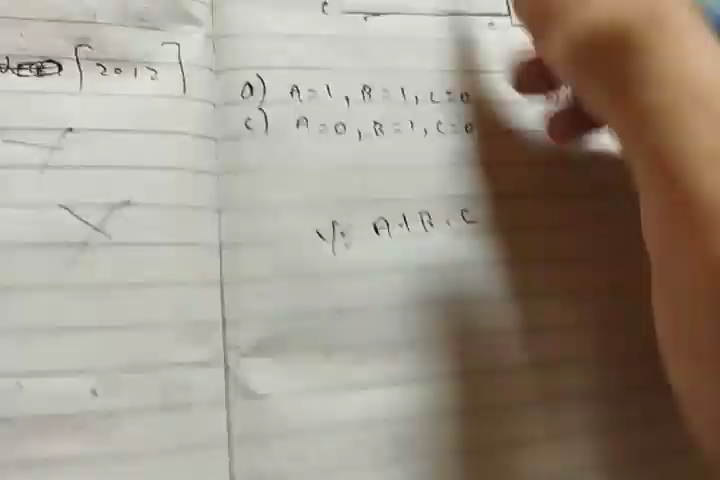 C
[2012]
a) A=1, B=1, C=0
c) A=0, B=1, C=0
Y= A+B.C